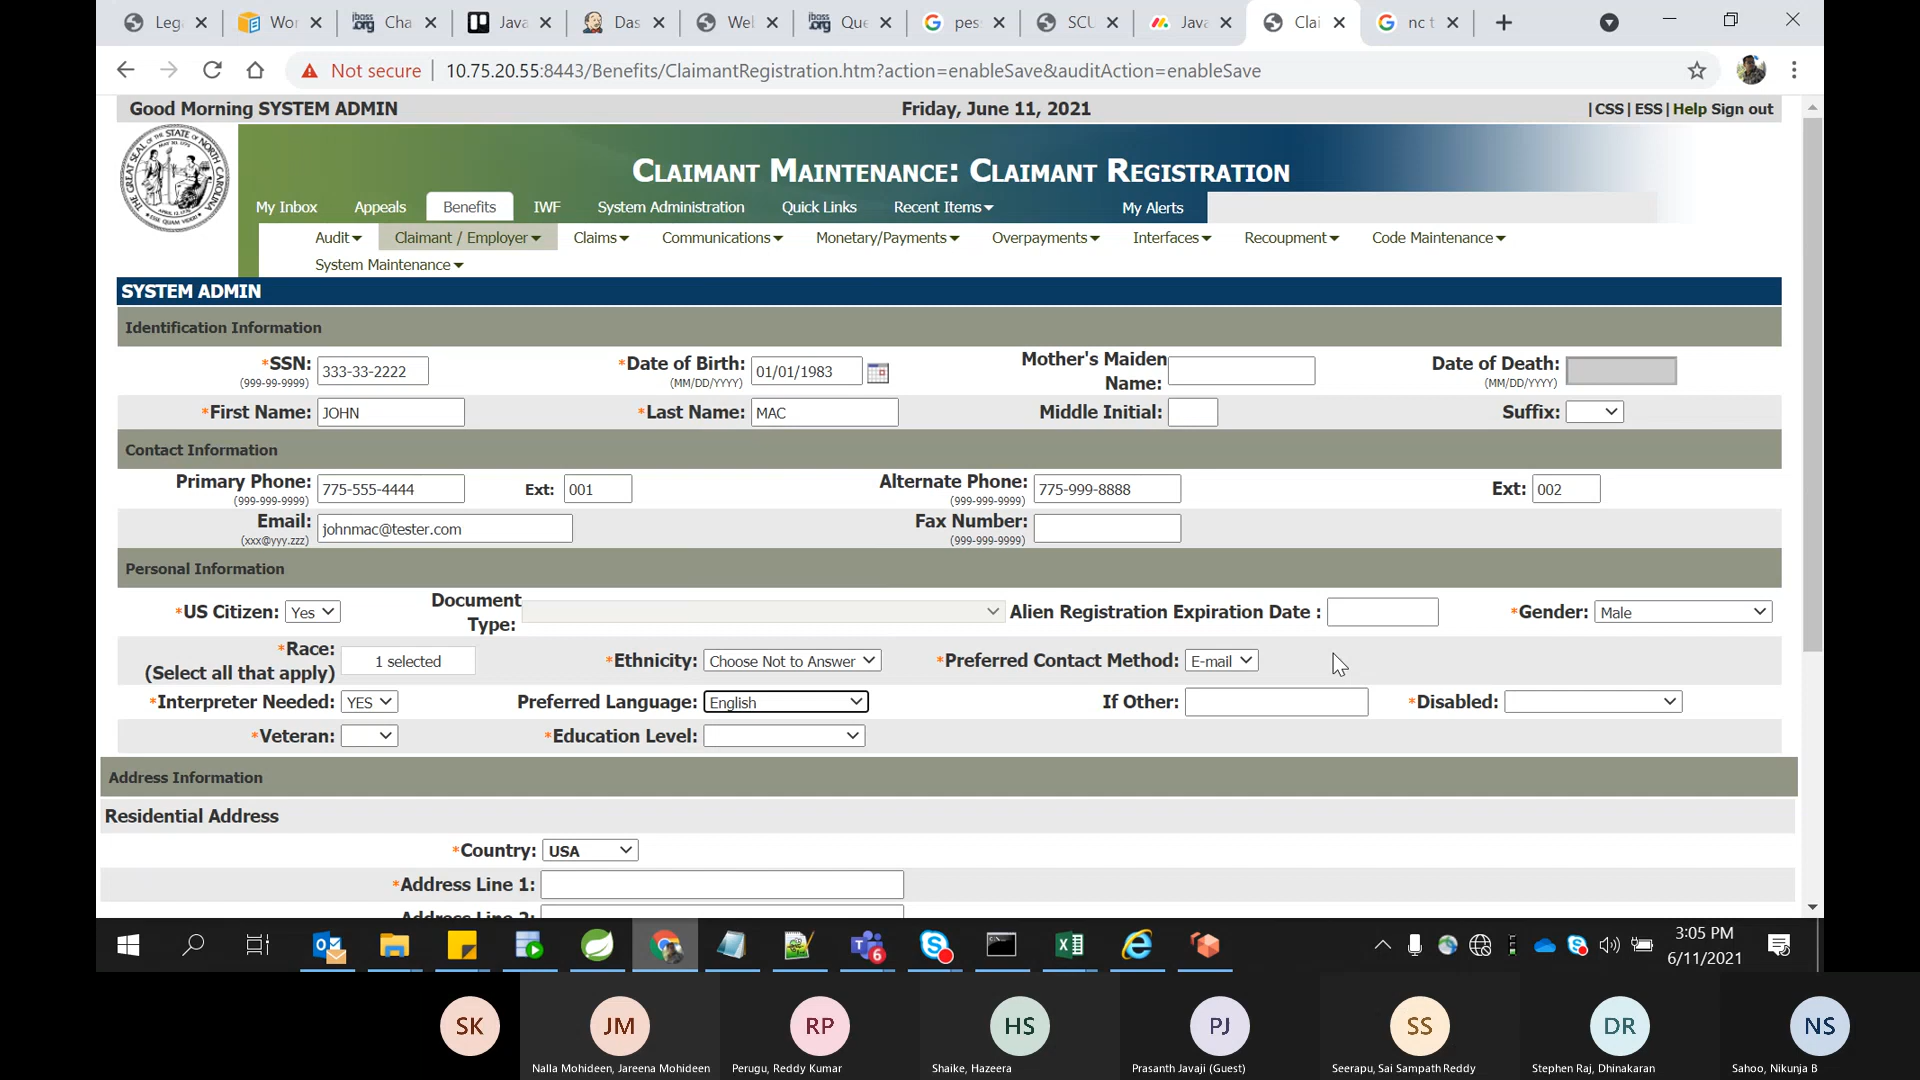 Leg
Wor
Cha
Java
Das
Wel
Que
pes
SCU
Java
Clai
nc t
Not secure
10.75.20.55:8443/Benefits/ClaimantRegistration.htm?action=enableSave&auditAction=enableSave
Good Morning SYSTEM ADMIN
Friday, June 11, 2021
| CSS | ESS | Help Sign out
CLAIMANT MAINTENANCE: CLAIMANT REGISTRATION
My Inbox Appeals Benefits IWF System Administration Quick Links Recent Items My Alerts
Audit Claimant / Employer Claims Communications Monetary/Payments Overpayments Interfaces Recoupment Code Maintenance
System Maintenance
SYSTEM ADMIN
Identification Information
*SSN: 333-33-2222 *Date of Birth: 01/01/1983 Mother's Maiden Name: Date of Death:
(999-99-9999) (MM/DD/YYYY) (MM/DD/YYYY)
*First Name: JOHN *Last Name: MAC Middle Initial: Suffix:
Contact Information
Primary Phone: 775-555-4444 Ext: 001 Alternate Phone: 775-999-8888 Ext: 002
(999-999-9999) (999-999-9999)
Email: johnmac@tester.com Fax Number:
(xxx@yyy.zzz) (999-999-9999)
Personal Information
*US Citizen: Yes Document Type: Alien Registration Expiration Date : *Gender: Male
*Race: (Select all that apply) 1 selected *Ethnicity: Choose Not to Answer *Preferred Contact Method: E-mail
*Interpreter Needed: YES Preferred Language: English If Other: *Disabled:
*Veteran: *Education Level:
Address Information
Residential Address
*Country: USA
*Address Line 1:
Address Line 2:
6
3:05 PM
6/11/2021
SK
JM
RP
HS
PJ
SS
DR
NS
Nalla Mohideen, Jareena Mohideen
Perugu, Reddy Kumar
Shaike, Hazeera
Prasanth Javaji (Guest)
Seerapu, Sai Sampath Reddy
Stephen Raj, Dhinakaran
Sahoo, Nikunja B